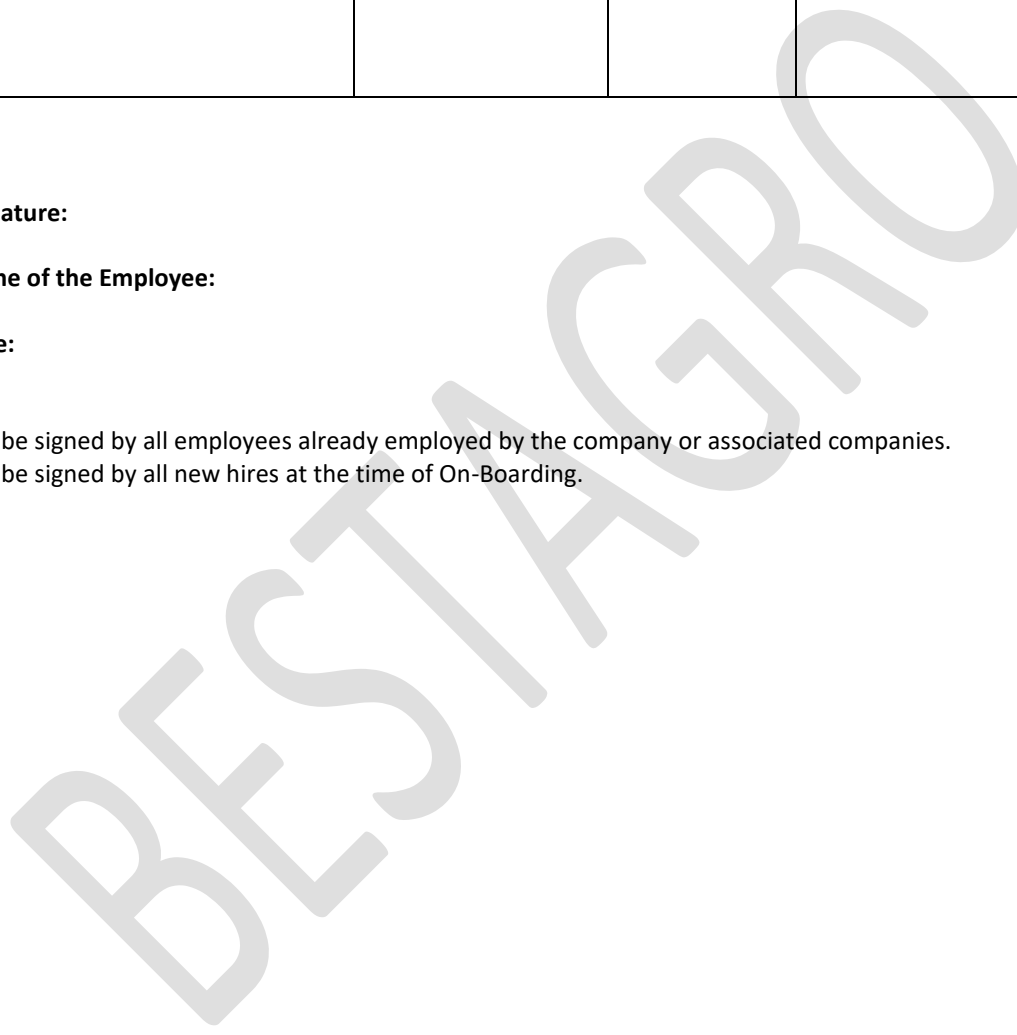 ature:
ne of the Employee:
e:
be signed by all employees already employed by the company or associated companies.
be signed by all new hires at the time of On-Boarding.
BESTAGRO